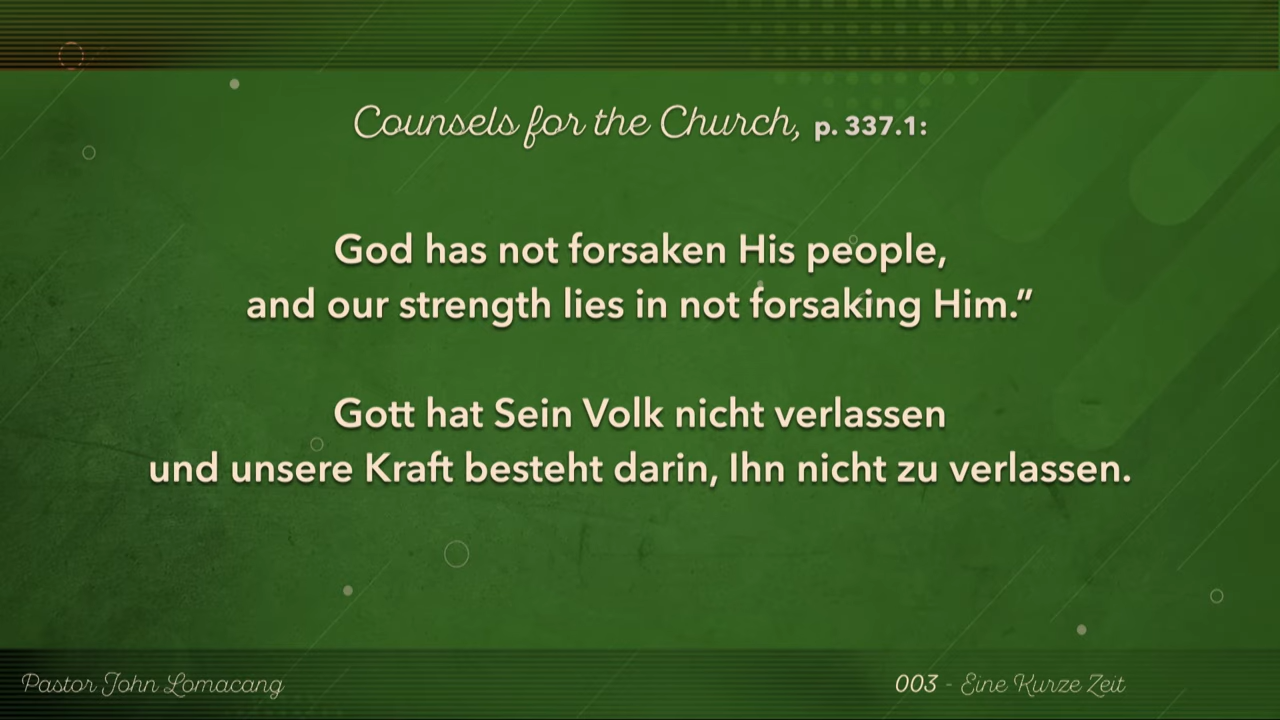 Counsels for the Church, p. 337.1:
God has not forsaken His people,
and our strength lies in not forsaking Him.”
Gott hat Sein Volk nicht verlassen
und unsere Kraft besteht darin, Ihn nicht zu verlassen.
Pastor John Lomacang
003 - Eine Kurze Zeit